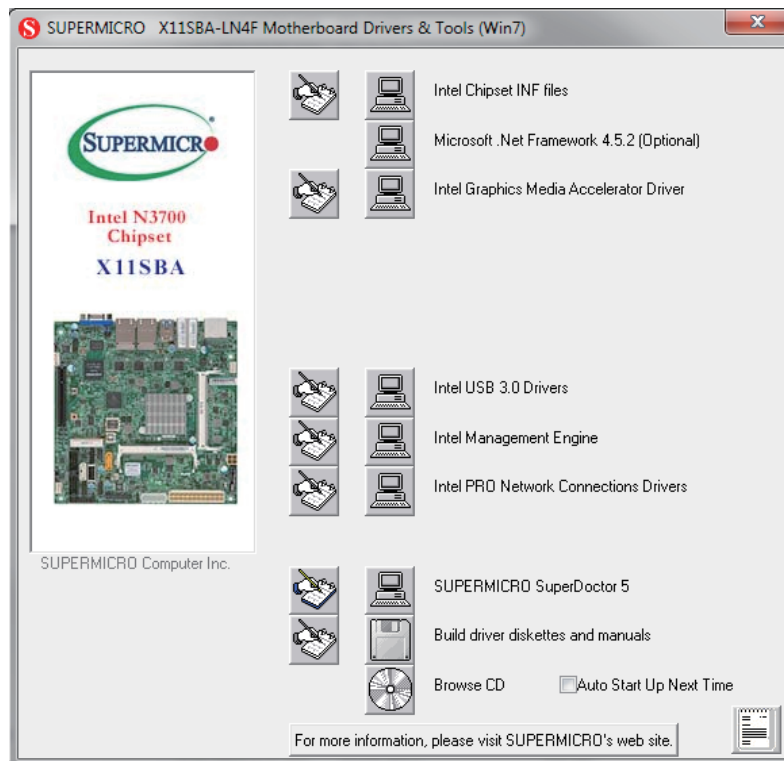 SUPERMICRO X11SBA-LN4F Motherboard Drivers & Tools (Win7)
SUPERMICRO
Intel N3700
Chipset
X11SBA
SUPERMICRO Computer Inc.
Intel Chipset INF files
Microsoft .Net Framework 4.5.2 (Optional)
Intel Graphics Media Accelerator Driver
Intel USB 3.0 Drivers
Intel Management Engine
Intel PRO Network Connections Drivers
SUPERMICRO SuperDoctor 5
Build driver diskettes and manuals
Browse CD
Auto Start Up Next Time
For more information, please visit SUPERMICRO's web site.